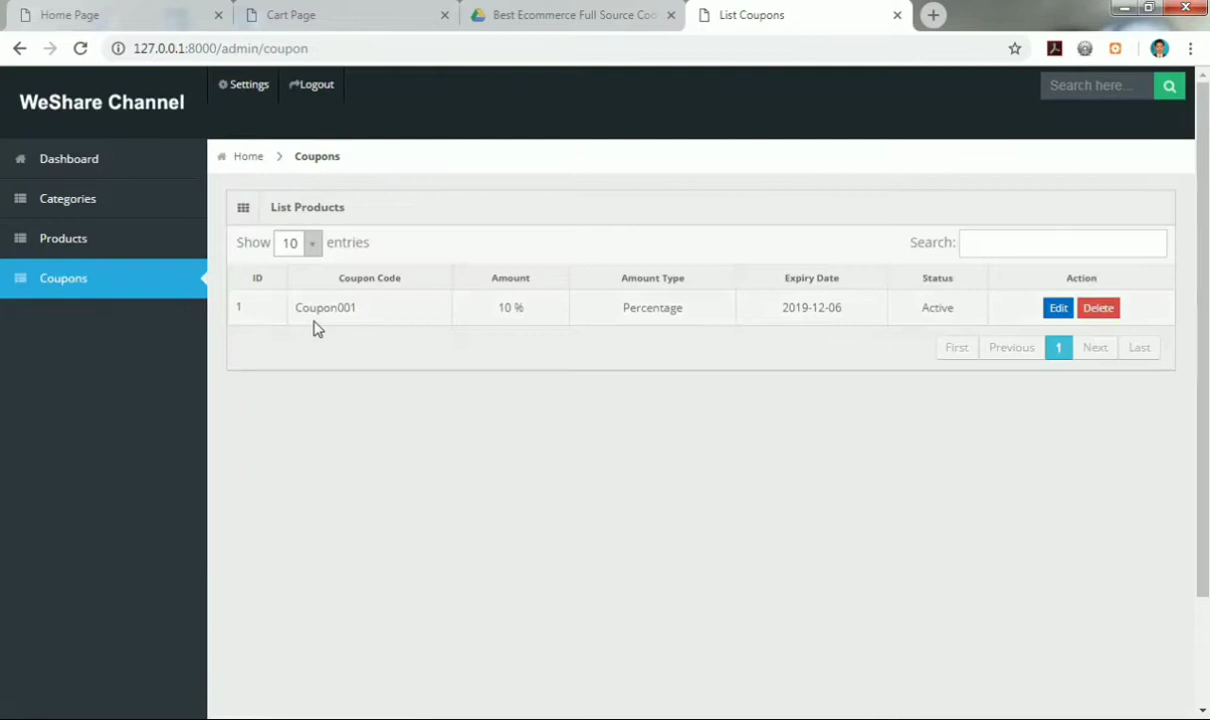 Home Page
Cart Page
Best Ecommerce Full Source Coo
List Coupons
127.0.0.1:8000/admin/coupon
WeShare Channel
Settings
Logout
Search here...
Dashboard
Categories
Products
Coupons
Home > Coupons
List Products
Show 10 entries
Search:
ID Coupon Code Amount Amount Type Expiry Date Status Action
1 Coupon001 10 % Percentage 2019-12-06 Active Edit Delete
First Previous 1 Next Last